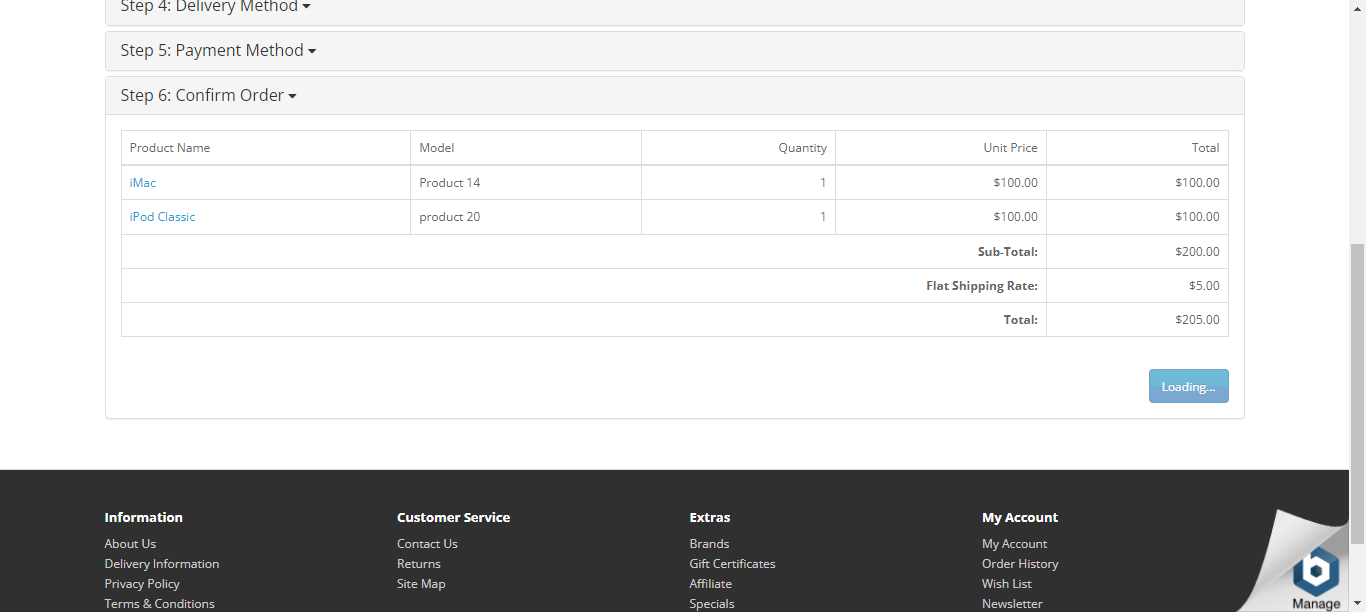 Step 4: Delivery Method
Step 5: Payment Method
Step 6: Confirm Order
Product Name Model Quantity Unit Price Total
iMac Product 14 1 $100.00 $100.00
iPod Classic product 20 1 $100.00 $100.00
Sub-Total: $200.00
Flat Shipping Rate: $5.00
Total: $205.00
Loading...
Information Customer Service Extras My Account
About Us Contact Us Brands My Account
Delivery Information Returns Gift Certificates Order History
Privacy Policy Site Map Affiliate Wish List
Terms & Conditions Specials Newsletter
b
Manage